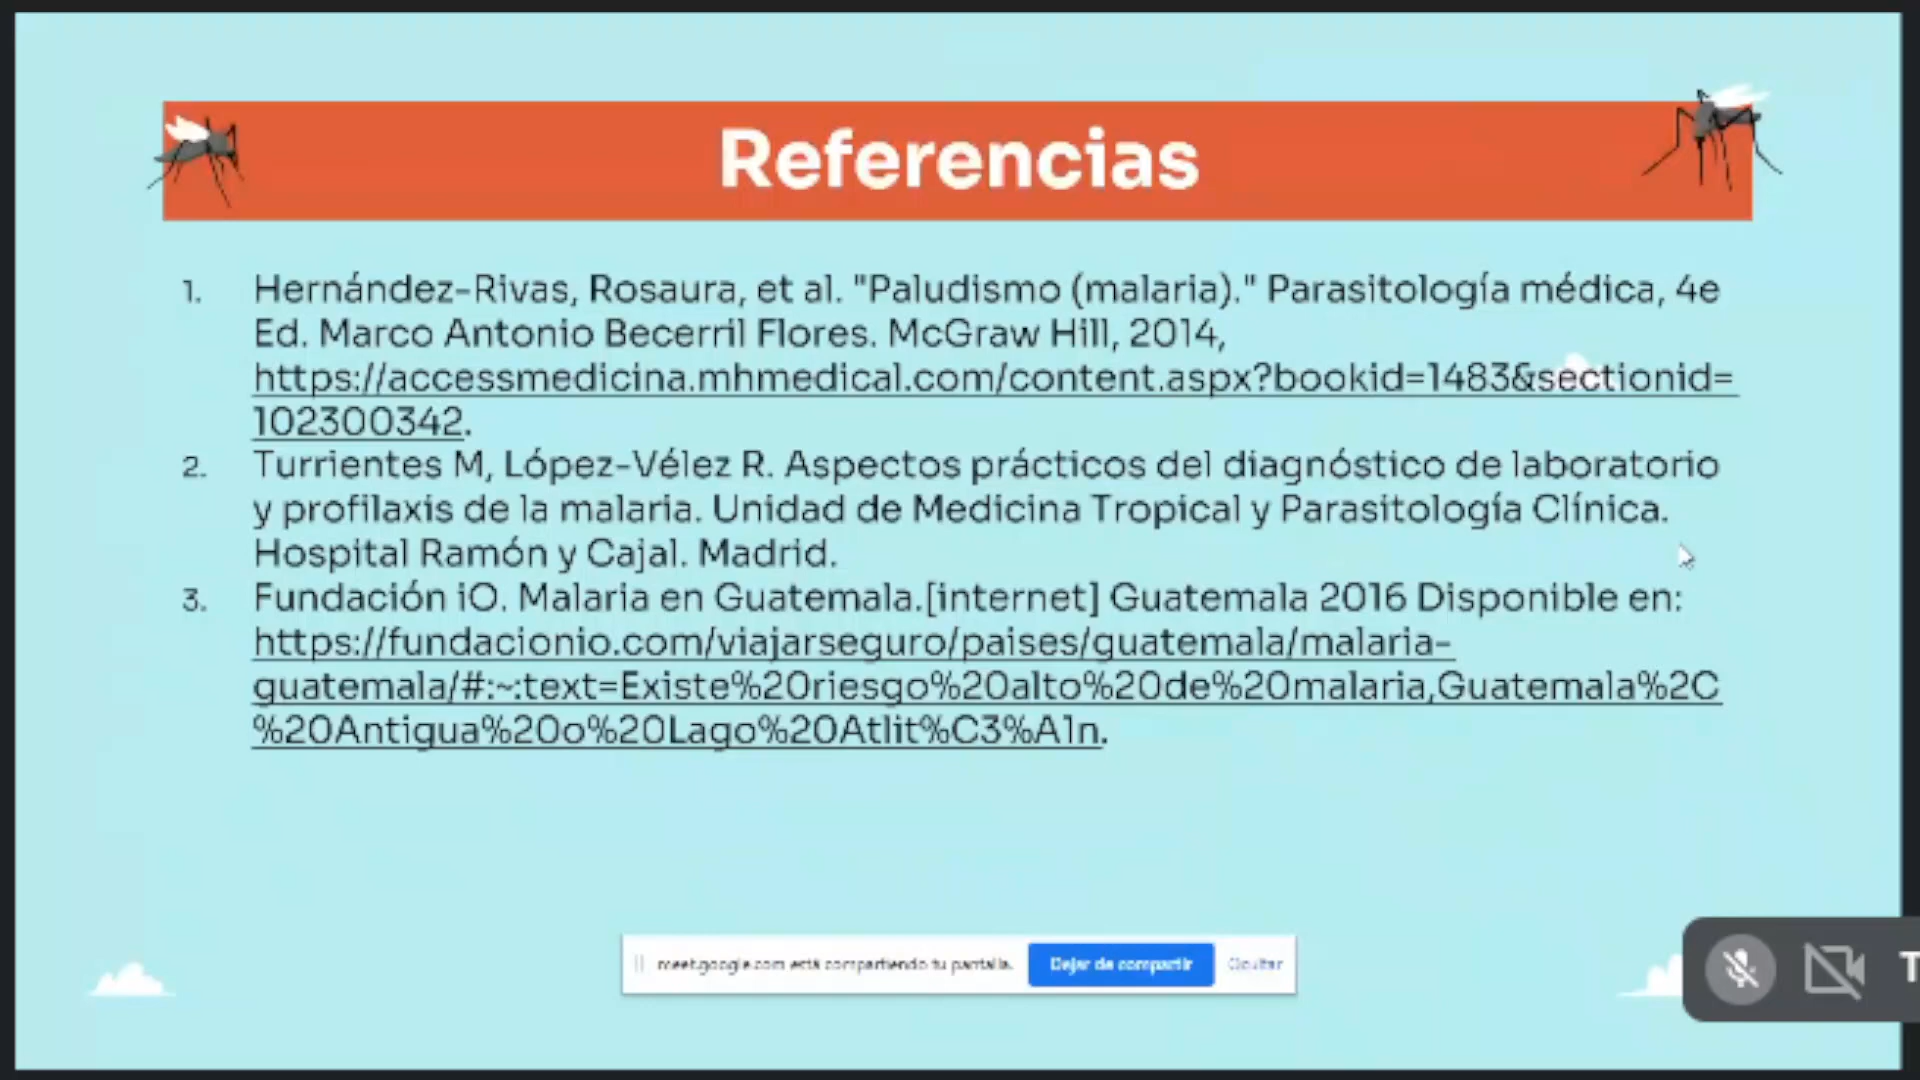 Referencias
1. Hernández-Rivas, Rosaura, et al. "Paludismo (malaria)." Parasitología médica, 4e
Ed. Marco Antonio Becerril Flores. McGraw Hill, 2014,
https://accessmedicina.mhmedical.com/content.aspx?bookid=1483&sectionid=
102300342.
2. Turrientes M, López-Vélez R. Aspectos prácticos del diagnóstico de laboratorio
y profilaxis de la malaria. Unidad de Medicina Tropical y Parasitología Clínica.
Hospital Ramón y Cajal. Madrid.
3. Fundación iO. Malaria en Guatemala.[internet] Guatemala 2016 Disponible en:
https://fundacionio.com/viajarseguro/paises/guatemala/malaria-
guatemala/#:~:text=Existe%20riesgo%20alto%20de%20malaria,Guatemala%2C
%20Antigua%20o%20Lago%20Atlit%C3%A1n.
meet.google.com está compartiendo tu pantalla. Dejar de compartir Ocultar
T